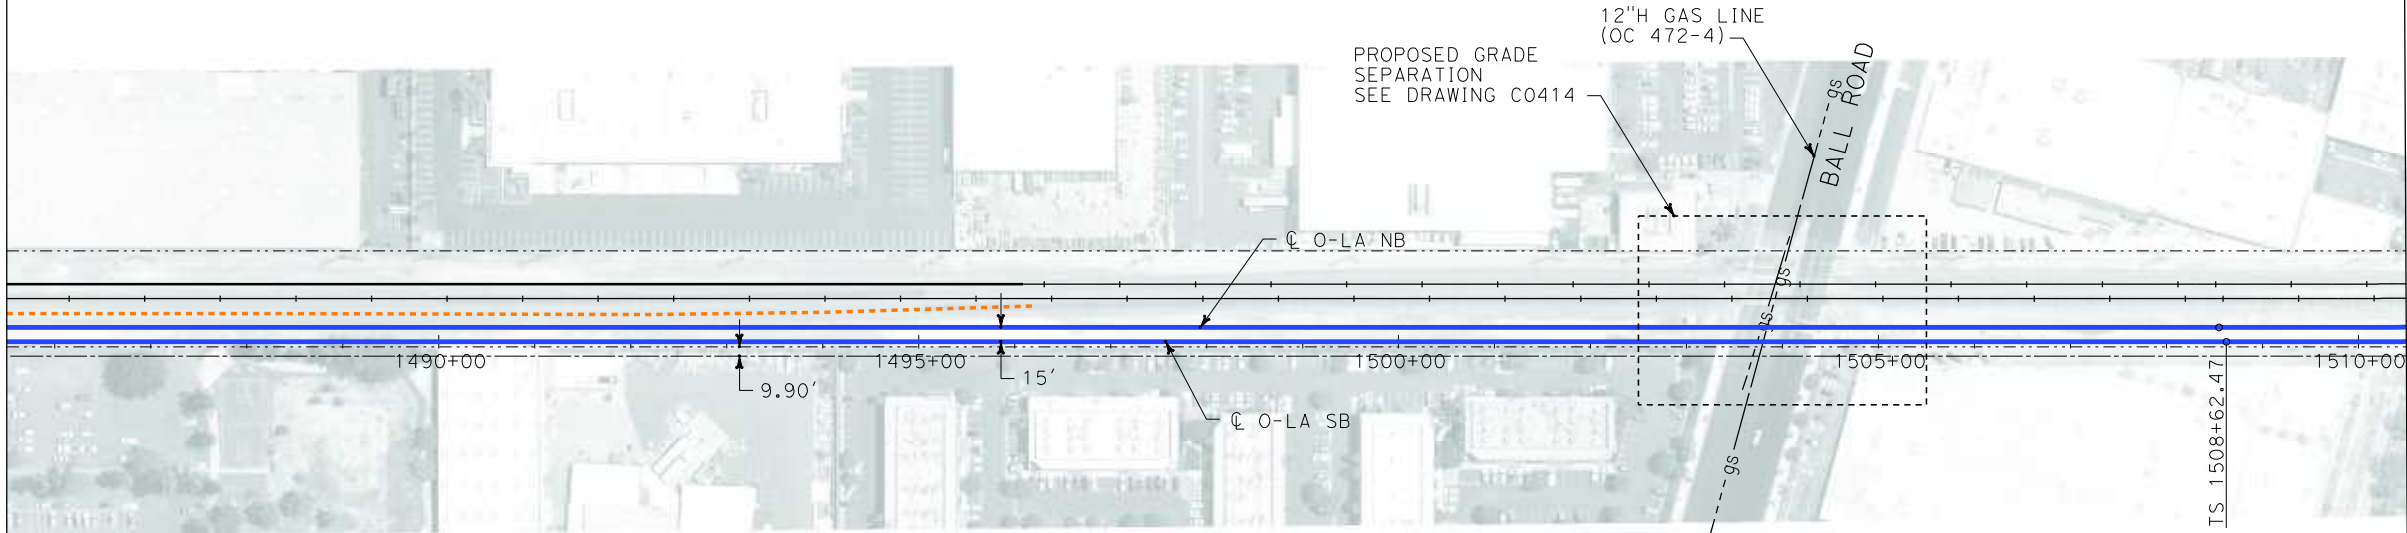 12"H GAS LINE
(OC 472-4)
PROPOSED GRADE
SEPARATION
SEE DRAWING C0414
gs
BALL ROAD
℄ O-LA NB
gs
gs
1490+00
1495+00
1500+00
1505+00
1510+00
9.90'
15'
℄ O-LA SB
gs
TS 1508+62.47